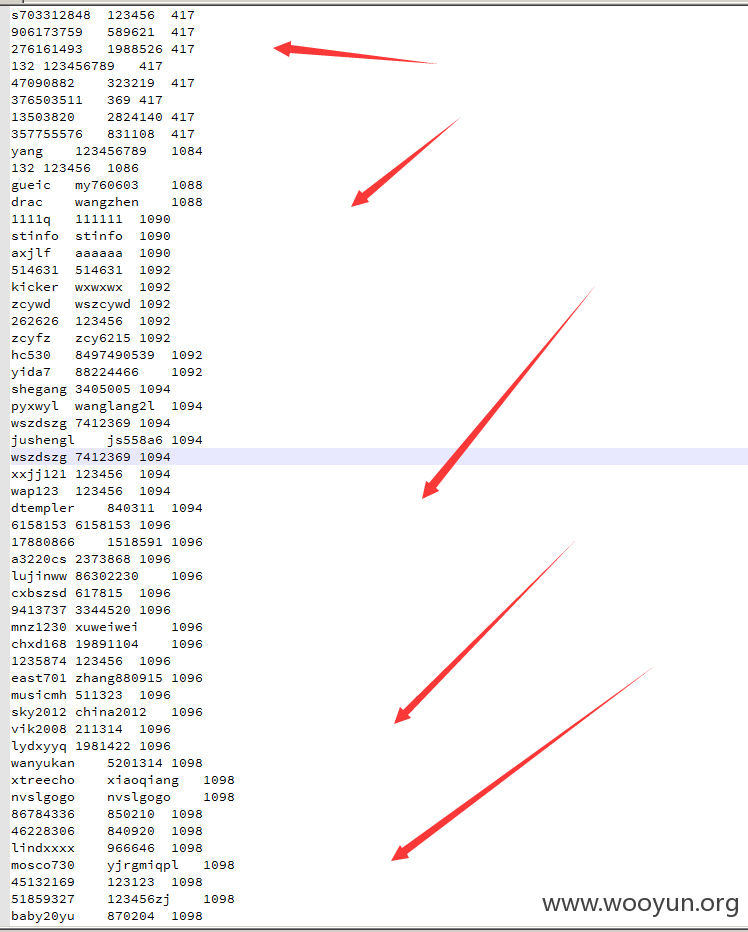 s703312848 123456 417
906173759 589621 417
276161493 1988526 417
132 123456789 417
47090882 323219 417
376503511 369 417
13503820 2824140 417
357755576 831108 417
yang 123456789 1084
132 123456 1086
gueic my760603 1088
drac wangzhen 1088
1111q 111111 1090
stinfo stinfo 1090
axjlf aaaaaa 1090
514631 514631 1092
kicker wxwxwx 1092
zcywd wszcywd 1092
262626 123456 1092
zcyfz zcy6215 1092
hc530 8497490539 1092
yida7 88224466 1092
shegang 3405005 1094
pyxwyl wanglang2l 1094
wszdszg 7412369 1094
jushengl js558a6 1094
wszdszg 7412369 1094
xxjj121 123456 1094
wap123 123456 1094
dtempler 840311 1094
6158153 6158153 1096
17880866 1518591 1096
a3220cs 2373868 1096
lujinww 86302230 1096
cxbszsd 617815 1096
9413737 3344520 1096
mnz1230 xuweiwei 1096
chxd168 19891104 1096
1235874 123456 1096
east701 zhang880915 1096
musicmh 511323 1096
sky2012 china2012 1096
vik2008 211314 1096
lydxyyq 1981422 1096
wanyukan 5201314 1098
xtreecho xiaoqiang 1098
nvslgogo nvslgogo 1098
86784336 850210 1098
46228306 840920 1098
lindxxxx 966646 1098
mosco730 yjrgmiqpl 1098
45132169 123123 1098
51859327 123456zj 1098
baby20yu 870204 1098
www.wooyun.org